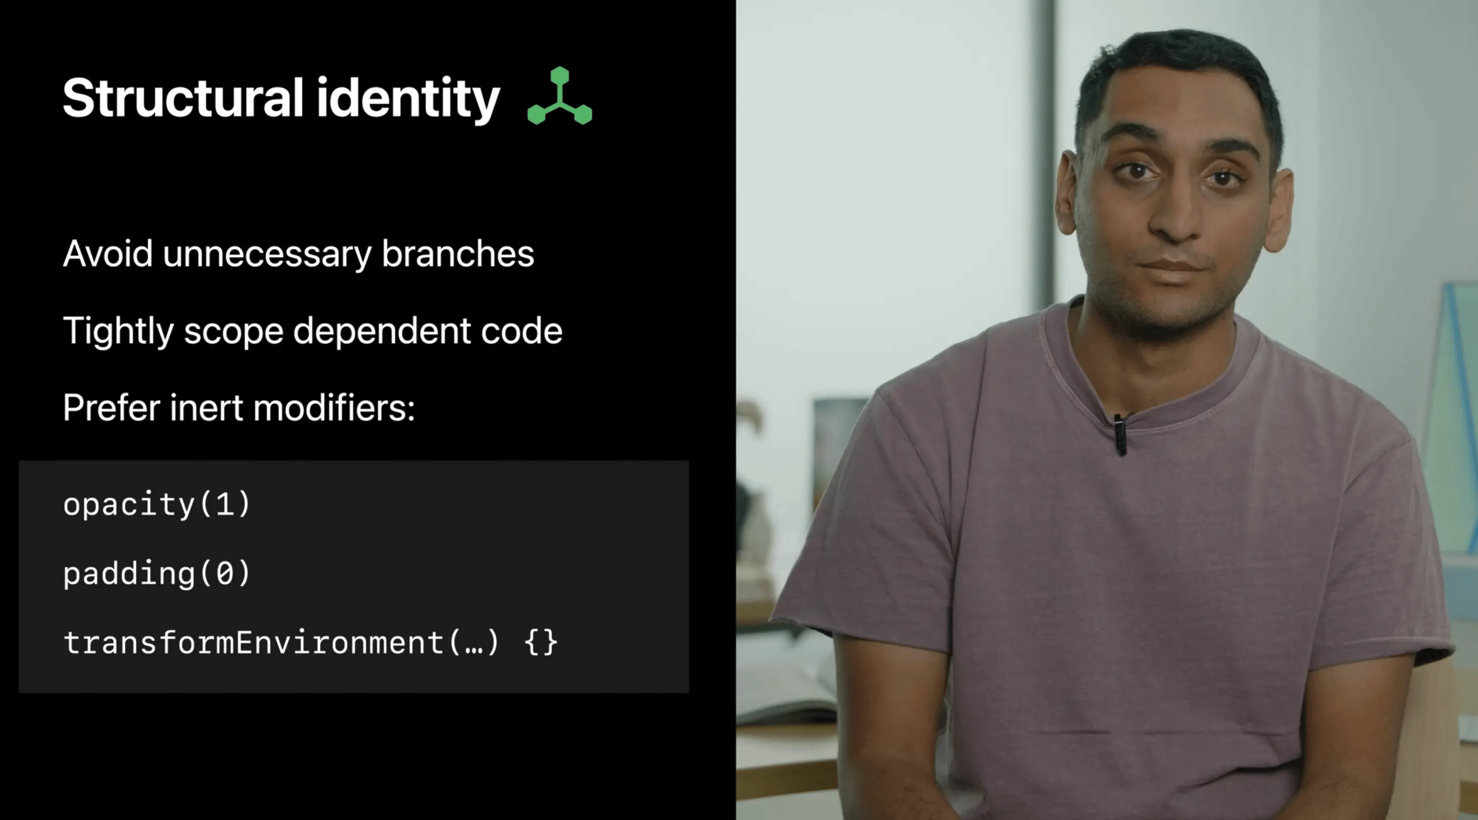 Structural identity
Avoid unnecessary branches
Tightly scope dependent code
Prefer inert modifiers:
opacity(1)
padding(0)
transformEnvironment(…) {}